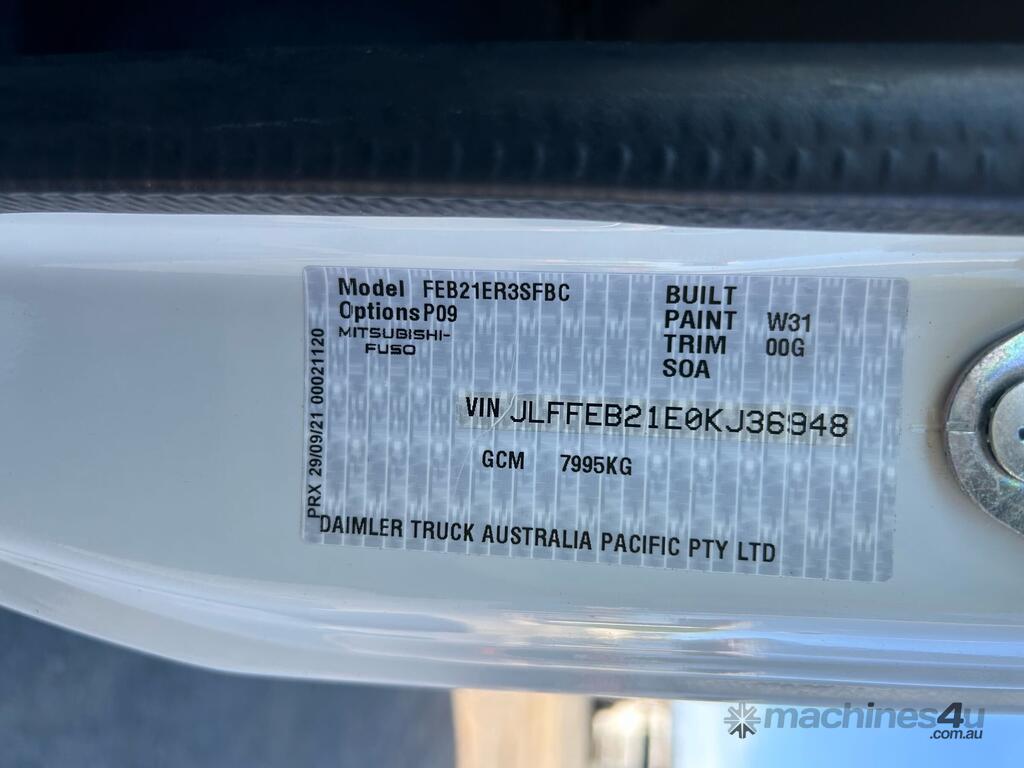 Model FEB21ER3SFBC
Options P09
MITSUBISHI-
FUSO
BUILT
PAINT W31
TRIM 00G
SOA
VIN JLFFEB21E0KJ36948
GCM 7995KG
DAIMLER TRUCK AUSTRALIA PACIFIC PTY LTD
PRX 29/09/21 00021120
machines4u
.com.au